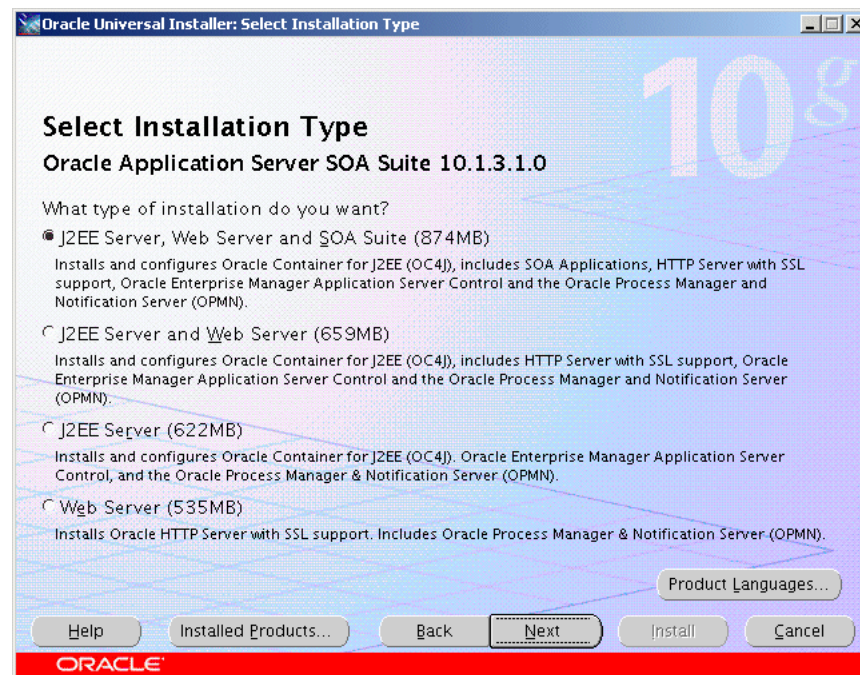 Oracle Universal Installer: Select Installation Type
10g
Select Installation Type
Oracle Application Server SOA Suite 10.1.3.1.0
What type of installation do you want?
J2EE Server, Web Server and SOA Suite (874MB)
Installs and configures Oracle Container for J2EE (OC4J), includes SOA Applications, HTTP Server with SSL
support, Oracle Enterprise Manager Application Server Control and the Oracle Process Manager and
Notification Server (OPMN).
J2EE Server and Web Server (659MB)
Installs and configures Oracle Container for J2EE (OC4J), includes HTTP Server with SSL support, Oracle
Enterprise Manager Application Server Control and the Oracle Process Manager and Notification Server
(OPMN).
J2EE Server (622MB)
Installs and configures Oracle Container for J2EE (OC4J). Oracle Enterprise Manager Application Server
Control, and the Oracle Process Manager & Notification Server (OPMN).
Web Server (535MB)
Installs Oracle HTTP Server with SSL support. Includes Oracle Process Manager & Notification Server (OPMN).
Product Languages...
Help Installed Products... Back Next Install Cancel
ORACLE